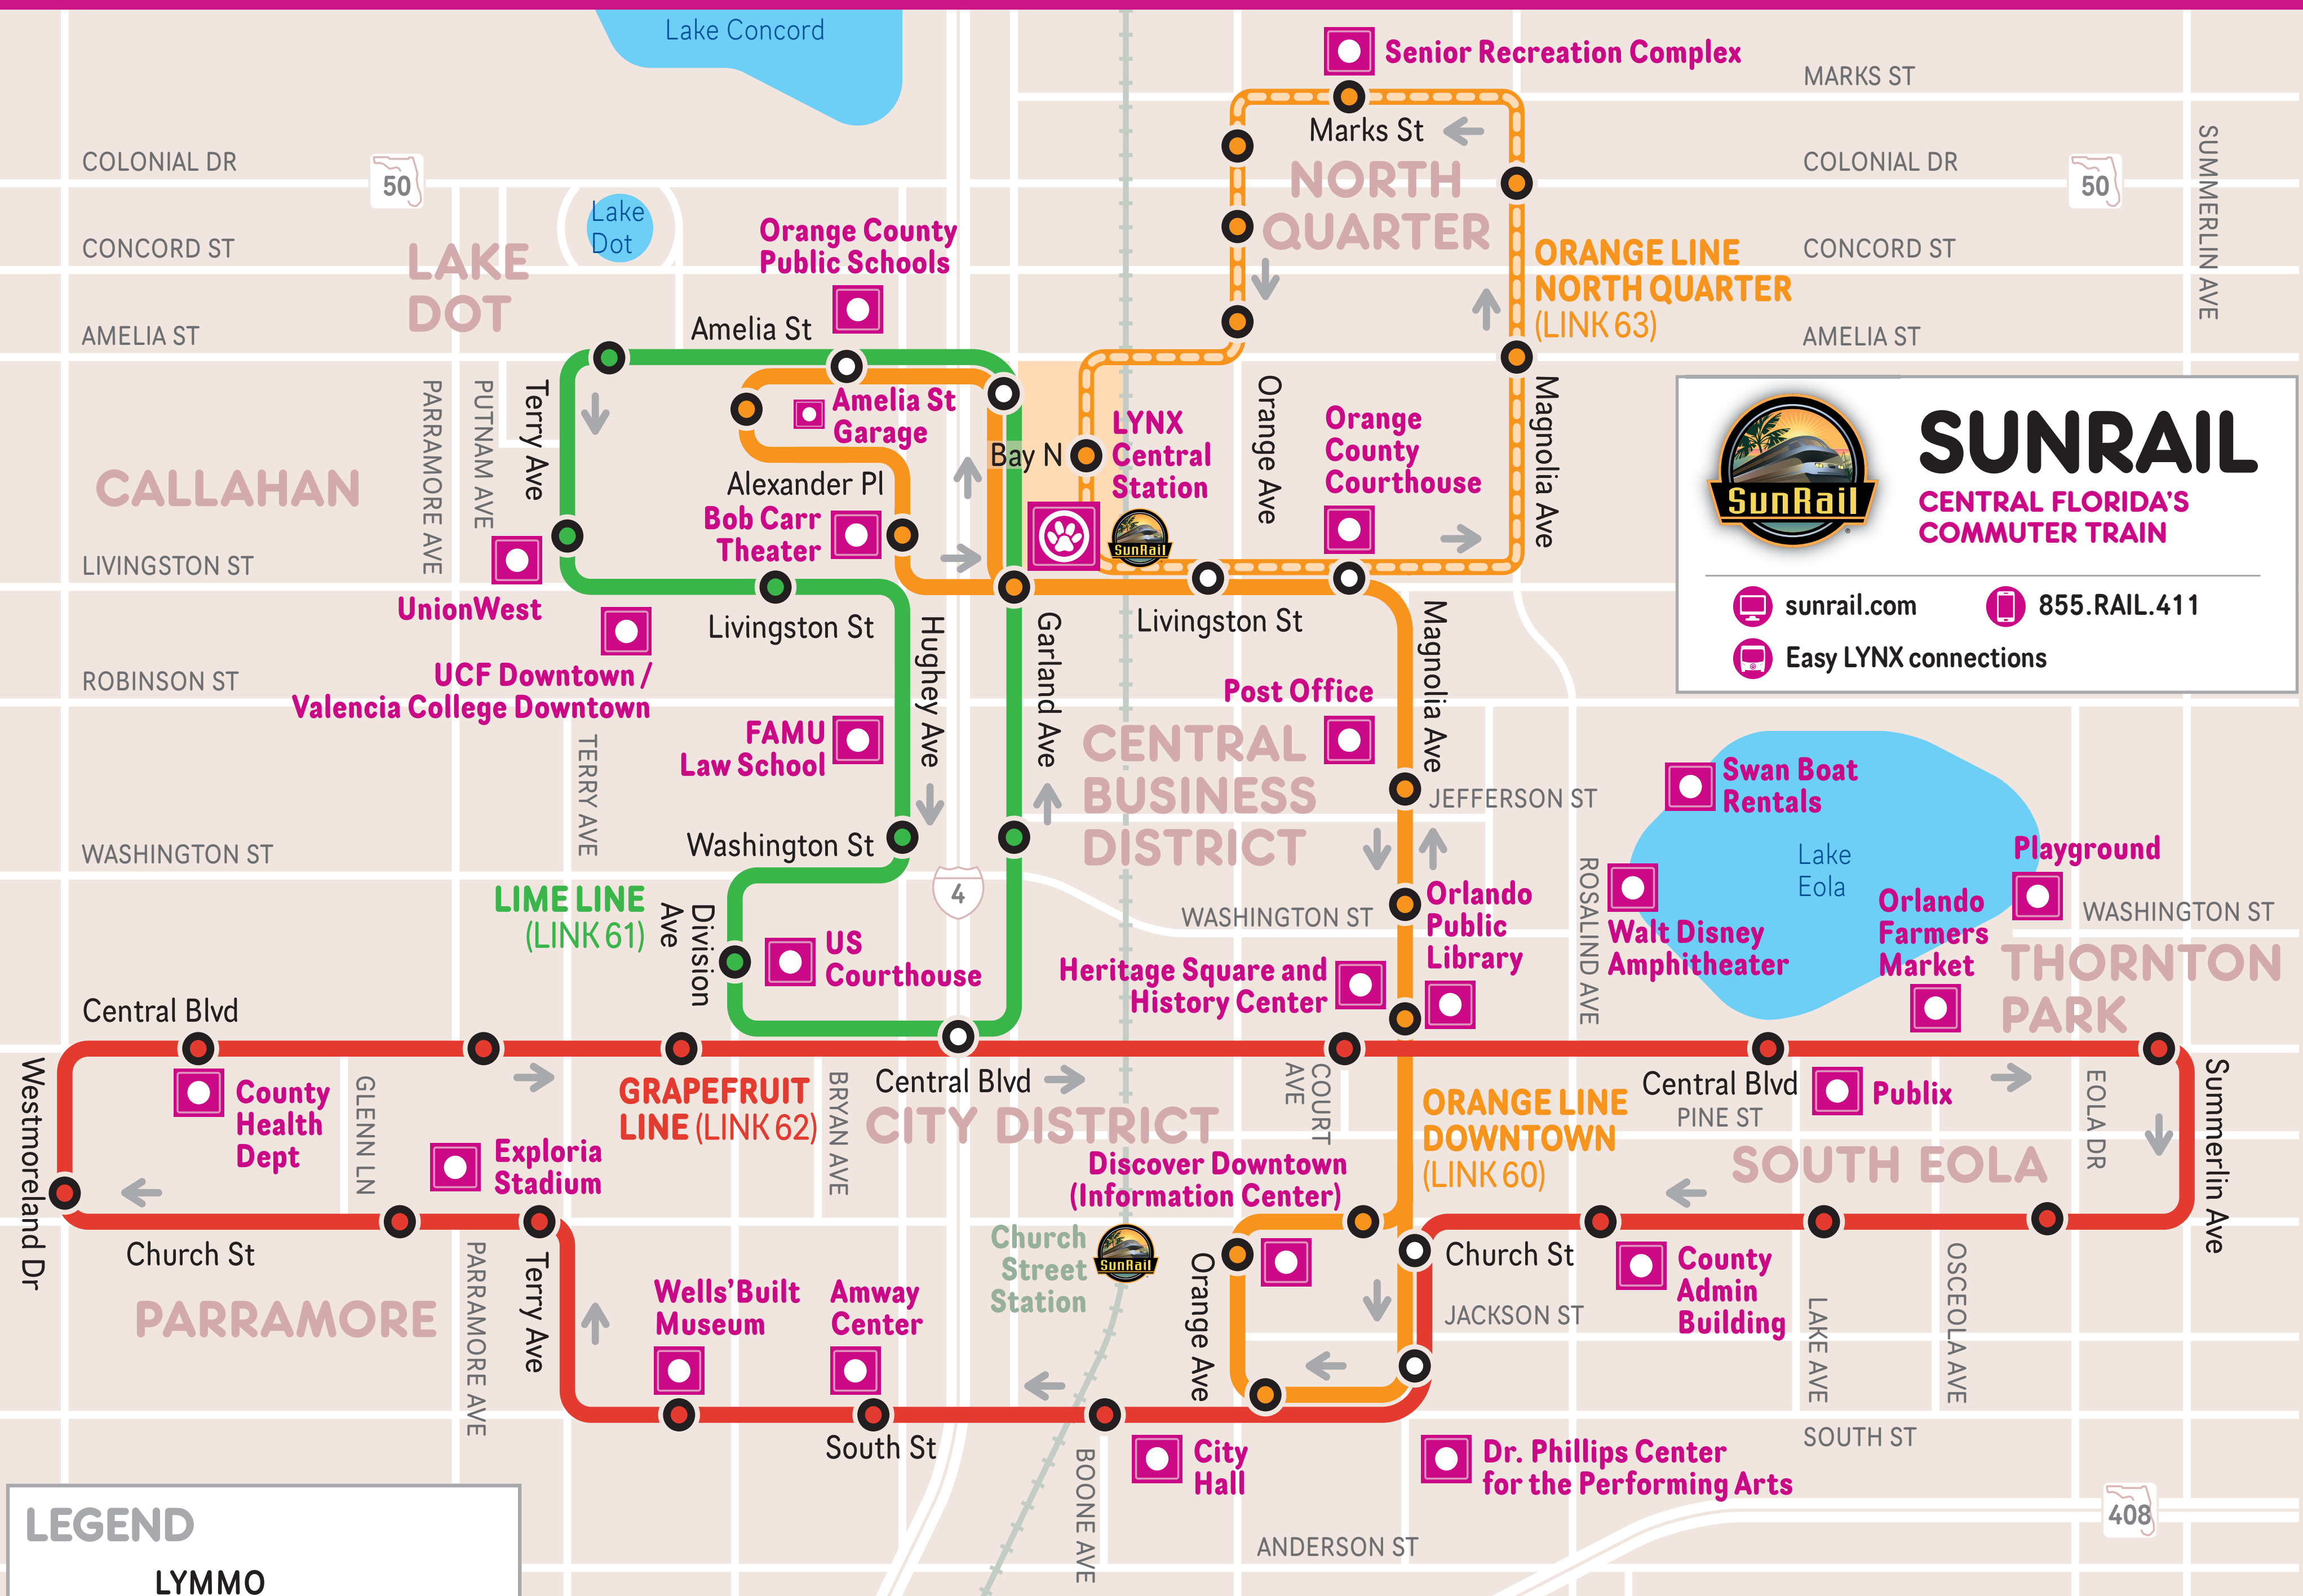 Lake Concord
Senior Recreation Complex
MARKS ST
Marks St
COLONIAL DR
50
COLONIAL DR
50
SUMMERLIN AVE
NORTH
QUARTER
Lake
Dot
LAKE
DOT
Orange County
Public Schools
CONCORD ST
CONCORD ST
ORANGE LINE
NORTH QUARTER
(LINK 63)
AMELIA ST
Amelia St
AMELIA ST
PARRAMORE AVE
PUTNAM AVE
Terry Ave
Amelia St
Garage
Orange Ave
Magnolia Ave
LYNX
Central
Station
Bay N
Orange
County
Courthouse
CALLAHAN
Alexander Pl
Bob Carr
Theater
SunRail
SunRail
®
SUNRAIL
CENTRAL FLORIDA'S
COMMUTER TRAIN
sunrail.com
855.RAIL.411
Easy LYNX connections
LIVINGSTON ST
UnionWest
Livingston St
Livingston St
Hughey Ave
Garland Ave
Magnolia Ave
UCF Downtown /
Valencia College Downtown
ROBINSON ST
Post Office
FAMU
Law School
TERRY AVE
CENTRAL
BUSINESS
DISTRICT
JEFFERSON ST
Swan Boat
Rentals
Lake
Eola
Playground
WASHINGTON ST
Washington St
LIME LINE
(LINK 61)
Division
Ave
4
WASHINGTON ST
Orlando
Public
Library
ROSALIND AVE
Walt Disney
Amphitheater
Orlando
Farmers
Market
WASHINGTON ST
THORNTON
PARK
US
Courthouse
Heritage Square and
History Center
Central Blvd
Westmoreland Dr
County
Health
Dept
GLENN LN
GRAPEFRUIT
LINE (LINK 62)
BRYAN AVE
Central Blvd
CITY DISTRICT
COURT
AVE
ORANGE LINE
DOWNTOWN
(LINK 60)
Central Blvd
PINE ST
Publix
EOLA DR
Summerlin Ave
SOUTH EOLA
Exploria
Stadium
Discover Downtown
(Information Center)
Church St
PARRAMORE
PARRAMORE AVE
Terry Ave
Wells'Built
Museum
Amway
Center
Church
Street
Station
SunRail
Orange Ave
Church St
JACKSON ST
County
Admin
Building
LAKE AVE
OSCEOLA AVE
South St
SOUTH ST
BOONE AVE
City
Hall
Dr. Phillips Center
for the Performing Arts
408
ANDERSON ST
LEGEND
LYMMO